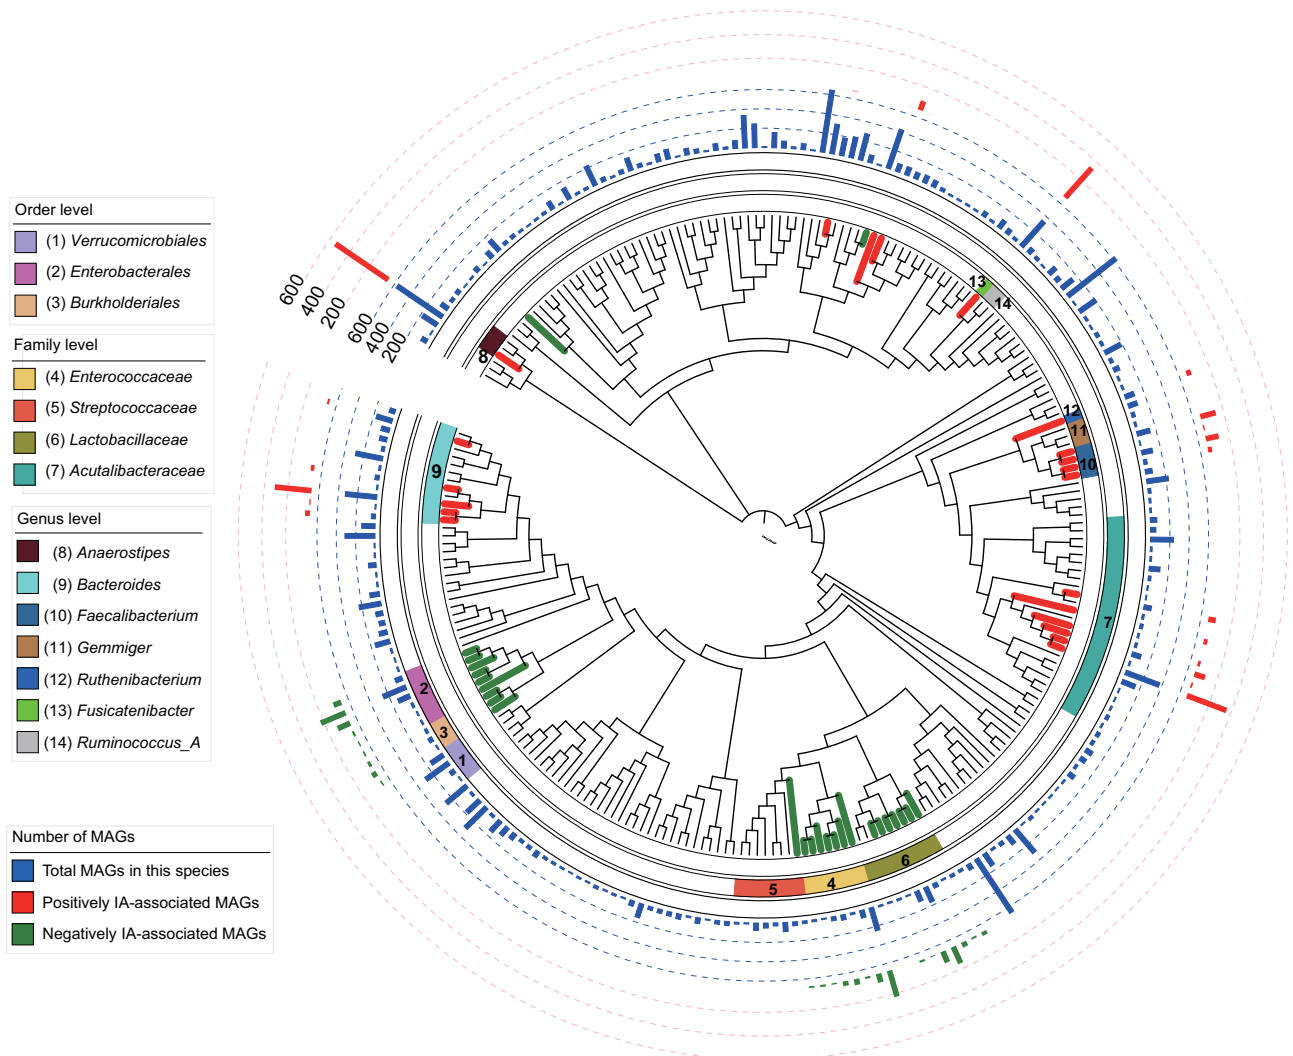 Order level
(1) Verrucomicrobiales
(2) Enterobacterales
(3) Burkholderiales
Family level
(4) Enterococcaceae
(5) Streptococcaceae
(6) Lactobacillaceae
(7) Acutalibacteraceae
Genus level
(8) Anaerostipes
(9) Bacteroides
(10) Faecalibacterium
(11) Gemmiger
(12) Ruthenibacterium
(13) Fusicatenibacter
(14) Ruminococcus_A
Number of MAGs
Total MAGs in this species
Positively IA-associated MAGs
Negatively IA-associated MAGs
600
400
200
600
400
200
8
13
14
12
11
10
9
7
2
3
1
6
5
4